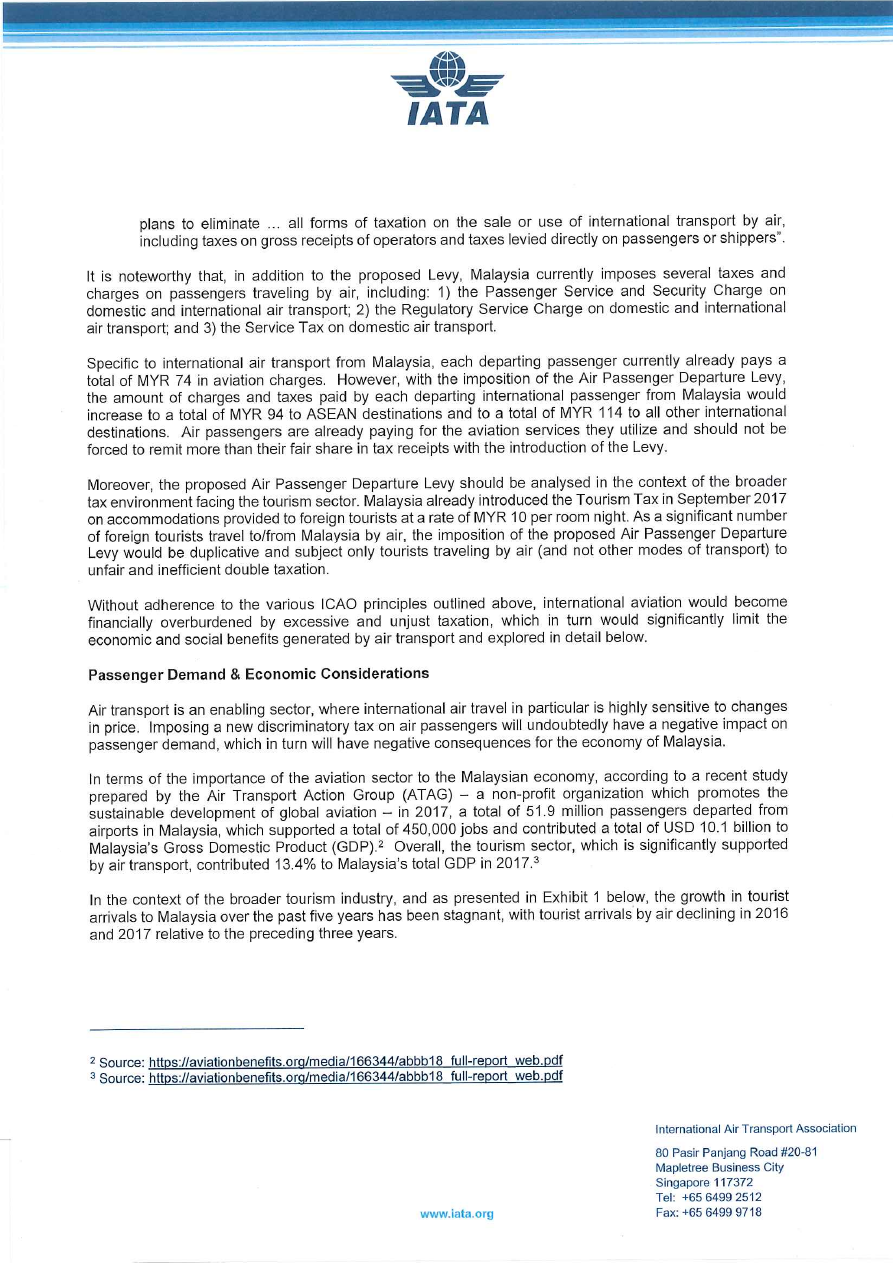 IATA
plans to eliminate ... all forms of taxation on the sale or use of international transport by air,
including taxes on gross receipts of operators and taxes levied directly on passengers or shippers".
It is noteworthy that, in addition to the proposed Levy, Malaysia currently imposes several taxes and
charges on passengers traveling by air, including: 1) the Passenger Service and Security Charge on
domestic and international air transport; 2) the Regulatory Service Charge on domestic and international
air transport; and 3) the Service Tax on domestic air transport.
Specific to international air transport from Malaysia, each departing passenger currently already pays a
total of MYR 74 in aviation charges. However, with the imposition of the Air Passenger Departure Levy,
the amount of charges and taxes paid by each departing international passenger from Malaysia would
increase to a total of MYR 94 to ASEAN destinations and to a total of MYR 114 to all other international
destinations. Air passengers are already paying for the aviation services they utilize and should not be
forced to remit more than their fair share in tax receipts with the introduction of the Levy.
Moreover, the proposed Air Passenger Departure Levy should be analysed in the context of the broader
tax environment facing the tourism sector. Malaysia already introduced the Tourism Tax in September 2017
on accommodations provided to foreign tourists at a rate of MYR 10 per room night. As a significant number
of foreign tourists travel to/from Malaysia by air, the imposition of the proposed Air Passenger Departure
Levy would be duplicative and subject only tourists traveling by air (and not other modes of transport) to
unfair and inefficient double taxation.
Without adherence to the various ICAO principles outlined above, international aviation would become
financially overburdened by excessive and unjust taxation, which in turn would significantly limit the
economic and social benefits generated by air transport and explored in detail below.
Passenger Demand & Economic Considerations
Air transport is an enabling sector, where international air travel in particular is highly sensitive to changes
in price. Imposing a new discriminatory tax on air passengers will undoubtedly have a negative impact on
passenger demand, which in turn will have negative consequences for the economy of Malaysia.
In terms of the importance of the aviation sector to the Malaysian economy, according to a recent study
prepared by the Air Transport Action Group (ATAG) – a non-profit organization which promotes the
sustainable development of global aviation – in 2017, a total of 51.9 million passengers departed from
airports in Malaysia, which supported a total of 450,000 jobs and contributed a total of USD 10.1 billion to
Malaysia's Gross Domestic Product (GDP).² Overall, the tourism sector, which is significantly supported
by air transport, contributed 13.4% to Malaysia's total GDP in 2017.³
In the context of the broader tourism industry, and as presented in Exhibit 1 below, the growth in tourist
arrivals to Malaysia over the past five years has been stagnant, with tourist arrivals by air declining in 2016
and 2017 relative to the preceding three years.
² Source: https://aviationbenefits.org/media/166344/abbb18_full-report_web.pdf
³ Source: https://aviationbenefits.org/media/166344/abbb18_full-report_web.pdf
International Air Transport Association
80 Pasir Panjang Road #20-81
Mapletree Business City
Singapore 117372
Tel: +65 6499 2512
Fax: +65 6499 9718
www.iata.org